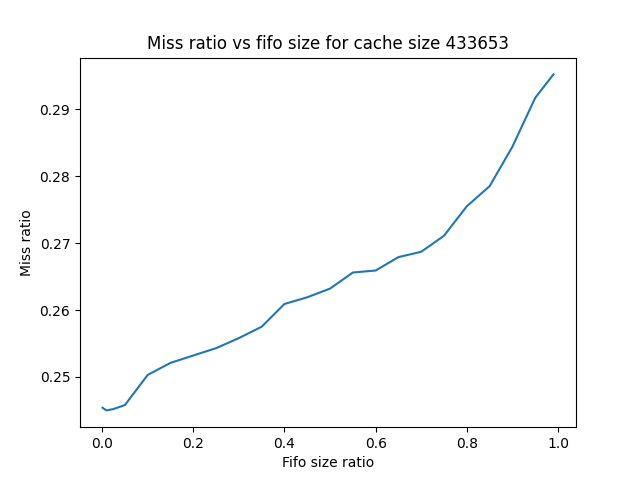 Miss ratio vs fifo size for cache size 433653
0.29
0.28
0.27
0.26
0.25
Miss ratio
0.0 0.2 0.4 0.6 0.8 1.0
Fifo size ratio